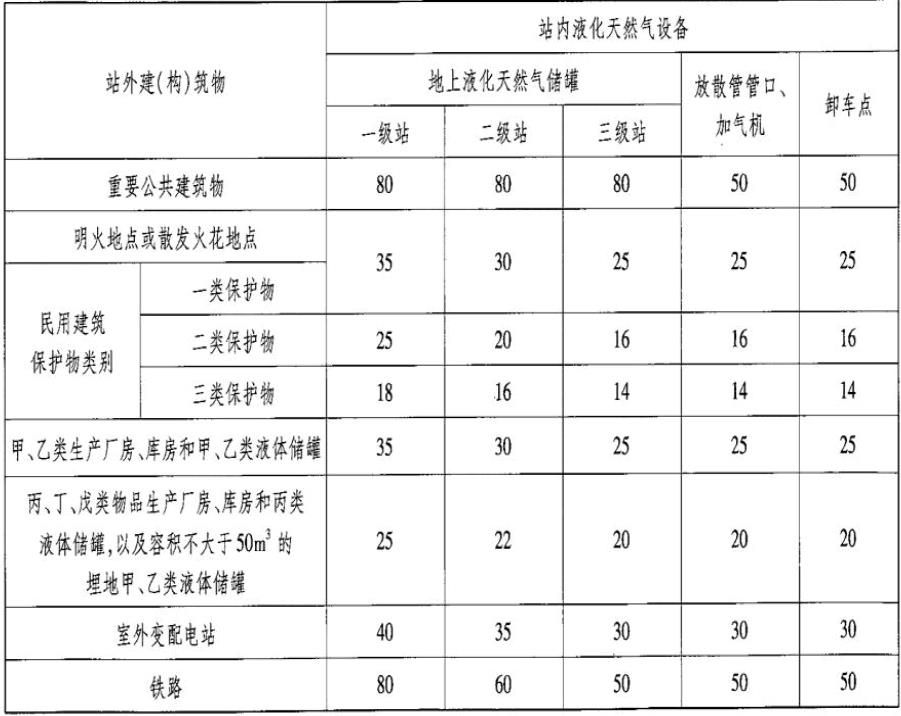 站内液化天然气设备
站外建(构)筑物
地上液化天然气储罐
放散管管口、
加气机
卸车点
一级站 二级站 三级站
重要公共建筑物 80 80 80 50 50
明火地点或散发火花地点
35 30 25 25 25
一类保护物
民用建筑
保护物类别
二类保护物 25 20 16 16 16
三类保护物 18 16 14 14 14
甲、乙类生产厂房、库房和甲、乙类液体储罐 35 30 25 25 25
丙、丁、戊类物品生产厂房、库房和丙类
液体储罐,以及容积不大于50m³ 的
埋地甲、乙类液体储罐
25 22 20 20 20
室外变配电站 40 35 30 30 30
铁路 80 60 50 50 50